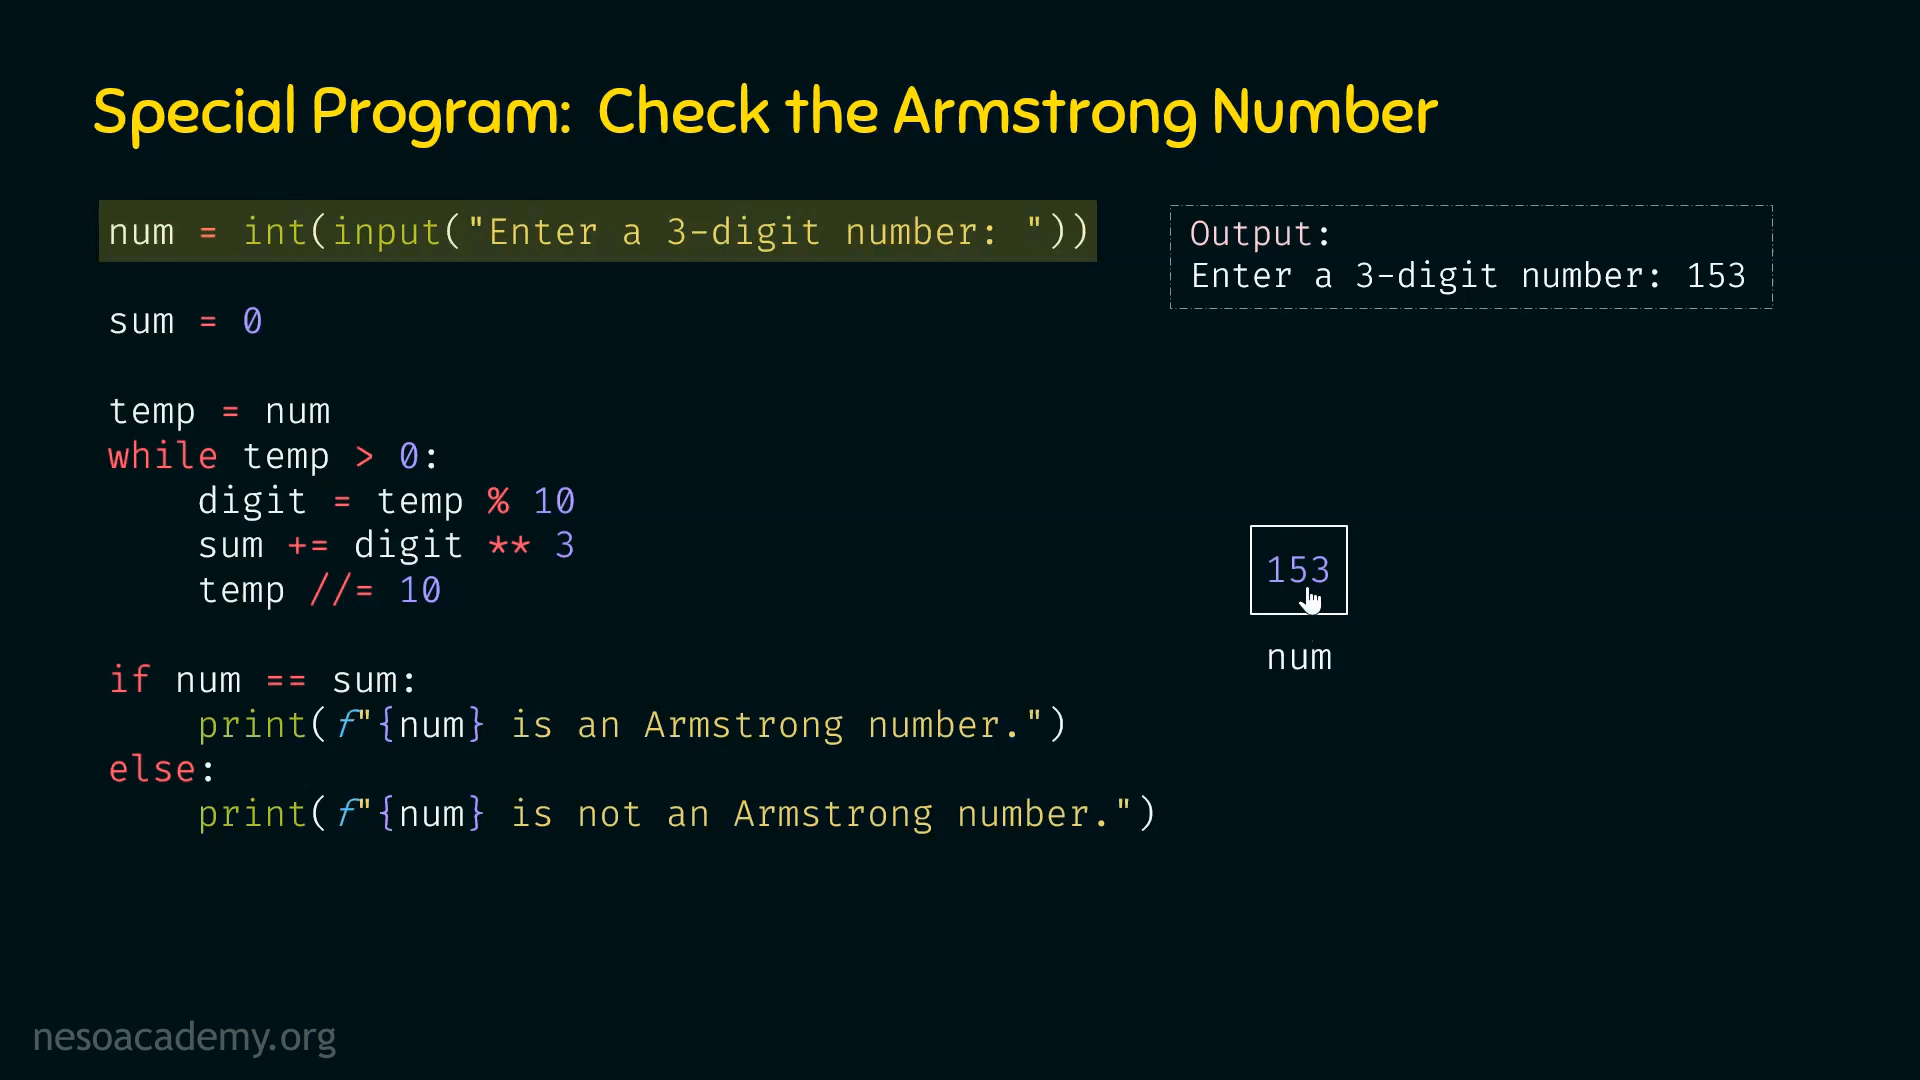 Special Program: Check the Armstrong Number
num = int(input("Enter a 3-digit number: "))
sum = 0
temp = num
while temp > 0:
    digit = temp % 10
    sum += digit ** 3
    temp //= 10
if num == sum:
    print(f"{num} is an Armstrong number.")
else:
    print(f"{num} is not an Armstrong number.")
Output:
Enter a 3-digit number: 153
153
num
nesoacademy.org